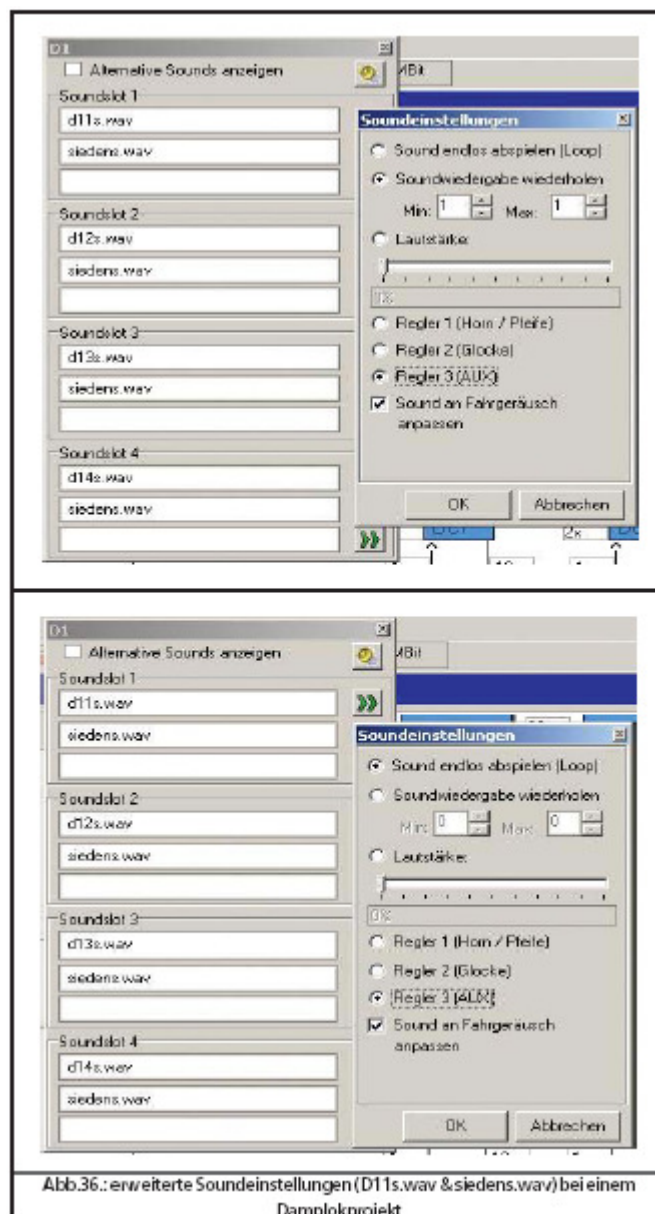 D1
Alternative Sounds anzeigen
MBit
Soundslot 1
d11s.wav
siedens.wav
Soundslot 2
d12s.wav
siedens.wav
Soundslot 3
d13s.wav
siedens.wav
Soundslot 4
d14s.wav
siedens.wav
Soundeinstellungen
Sound endlos abspielen (Loop)
Soundwiedergabe wiederholen
Min: 1 Max: 1
Lautstärke:
0%
Regler 1 (Horn / Pfeife)
Regler 2 (Glocke)
Regler 3 (AUX)
Sound an Fahrgeräusch
anpassen
OK Abbrechen
2x
D1
Alternative Sounds anzeigen
MBit
Soundslot 1
d11s.wav
siedens.wav
Soundslot 2
d12s.wav
siedens.wav
Soundslot 3
d13s.wav
siedens.wav
Soundslot 4
d14s.wav
siedens.wav
Soundeinstellungen
Sound endlos abspielen (Loop)
Soundwiedergabe wiederholen
Min: 0 Max: 0
Lautstärke:
0%
Regler 1 (Horn / Pfeife)
Regler 2 (Glocke)
Regler 3 (AUX)
Sound an Fahrgeräusch
anpassen
OK Abbrechen
Abb.36.: erweiterte Soundeinstellungen (D11s.wav & siedens.wav) bei einem
Damplokprojekt